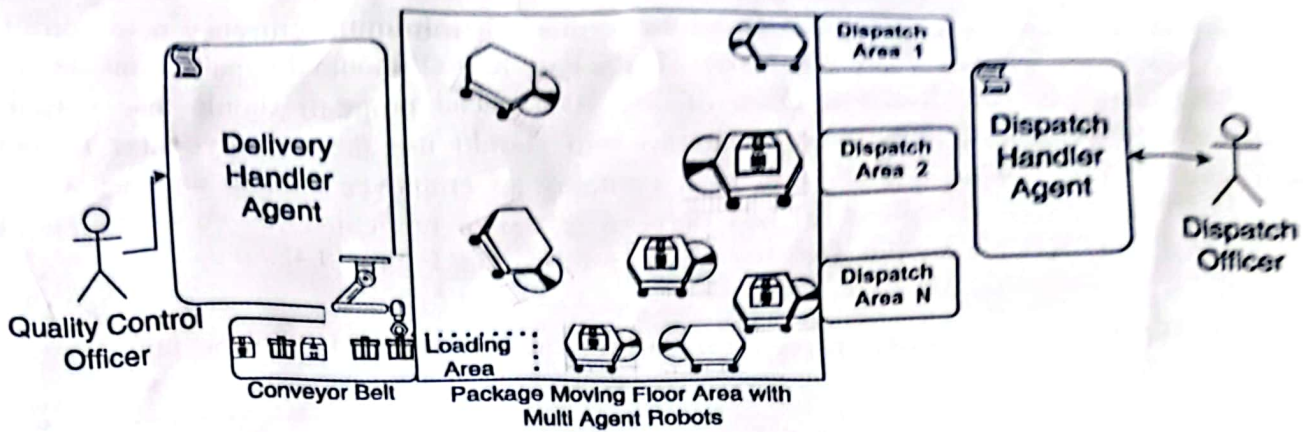 Dispatch
Area 1
Delivery
Handler
Agent
Dispatch
Handler
Agent
Dispatch
Area 2
Dispatch
Officer
Dispatch
Area N
Quality Control
Officer
Loading
Area
Conveyor Belt
Package Moving Floor Area with
Multi Agent Robots